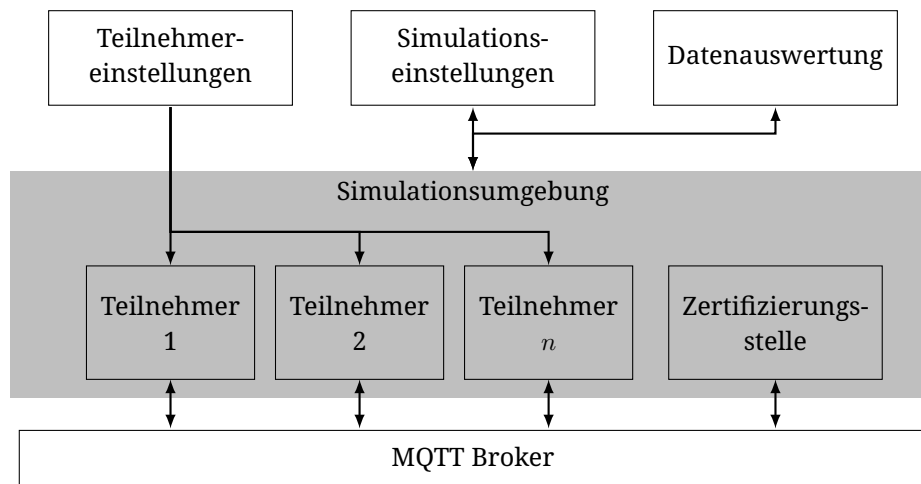 Teilnehmer-
einstellungen
Simulations-
einstellungen
Datenauswertung
Simulationsumgebung
Teilnehmer
1
Teilnehmer
2
Teilnehmer
n
Zertifizierungs-
stelle
MQTT Broker